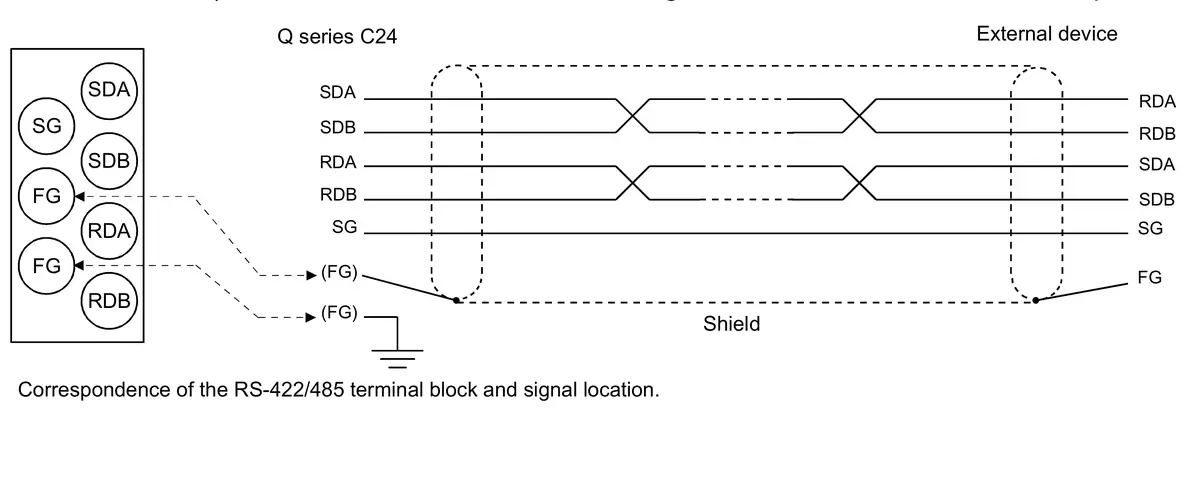 Q series C24
External device
SDA
SG
SDB
FG
RDA
FG
RDB
SDA
SDB
RDA
RDB
SG
(FG)
(FG)
RDA
RDB
SDA
SDB
SG
FG
Shield
Correspondence of the RS-422/485 terminal block and signal location.